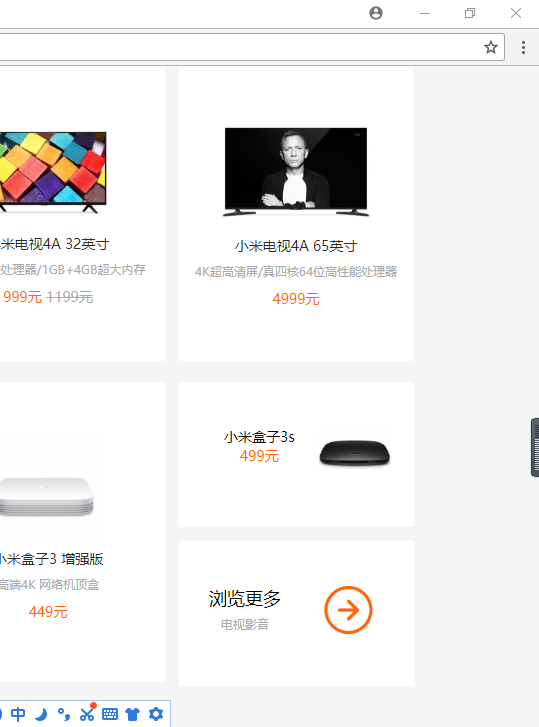 米电视4A 32英寸
处理器/1GB+4GB超大内存
999元 1199元
小米电视4A 65英寸
4K超高清屏/真四核64位高性能处理器
4999元
小米盒子3 增强版
高端4K 网络机顶盒
449元
小米盒子3s
499元
浏览更多
电视影音
中